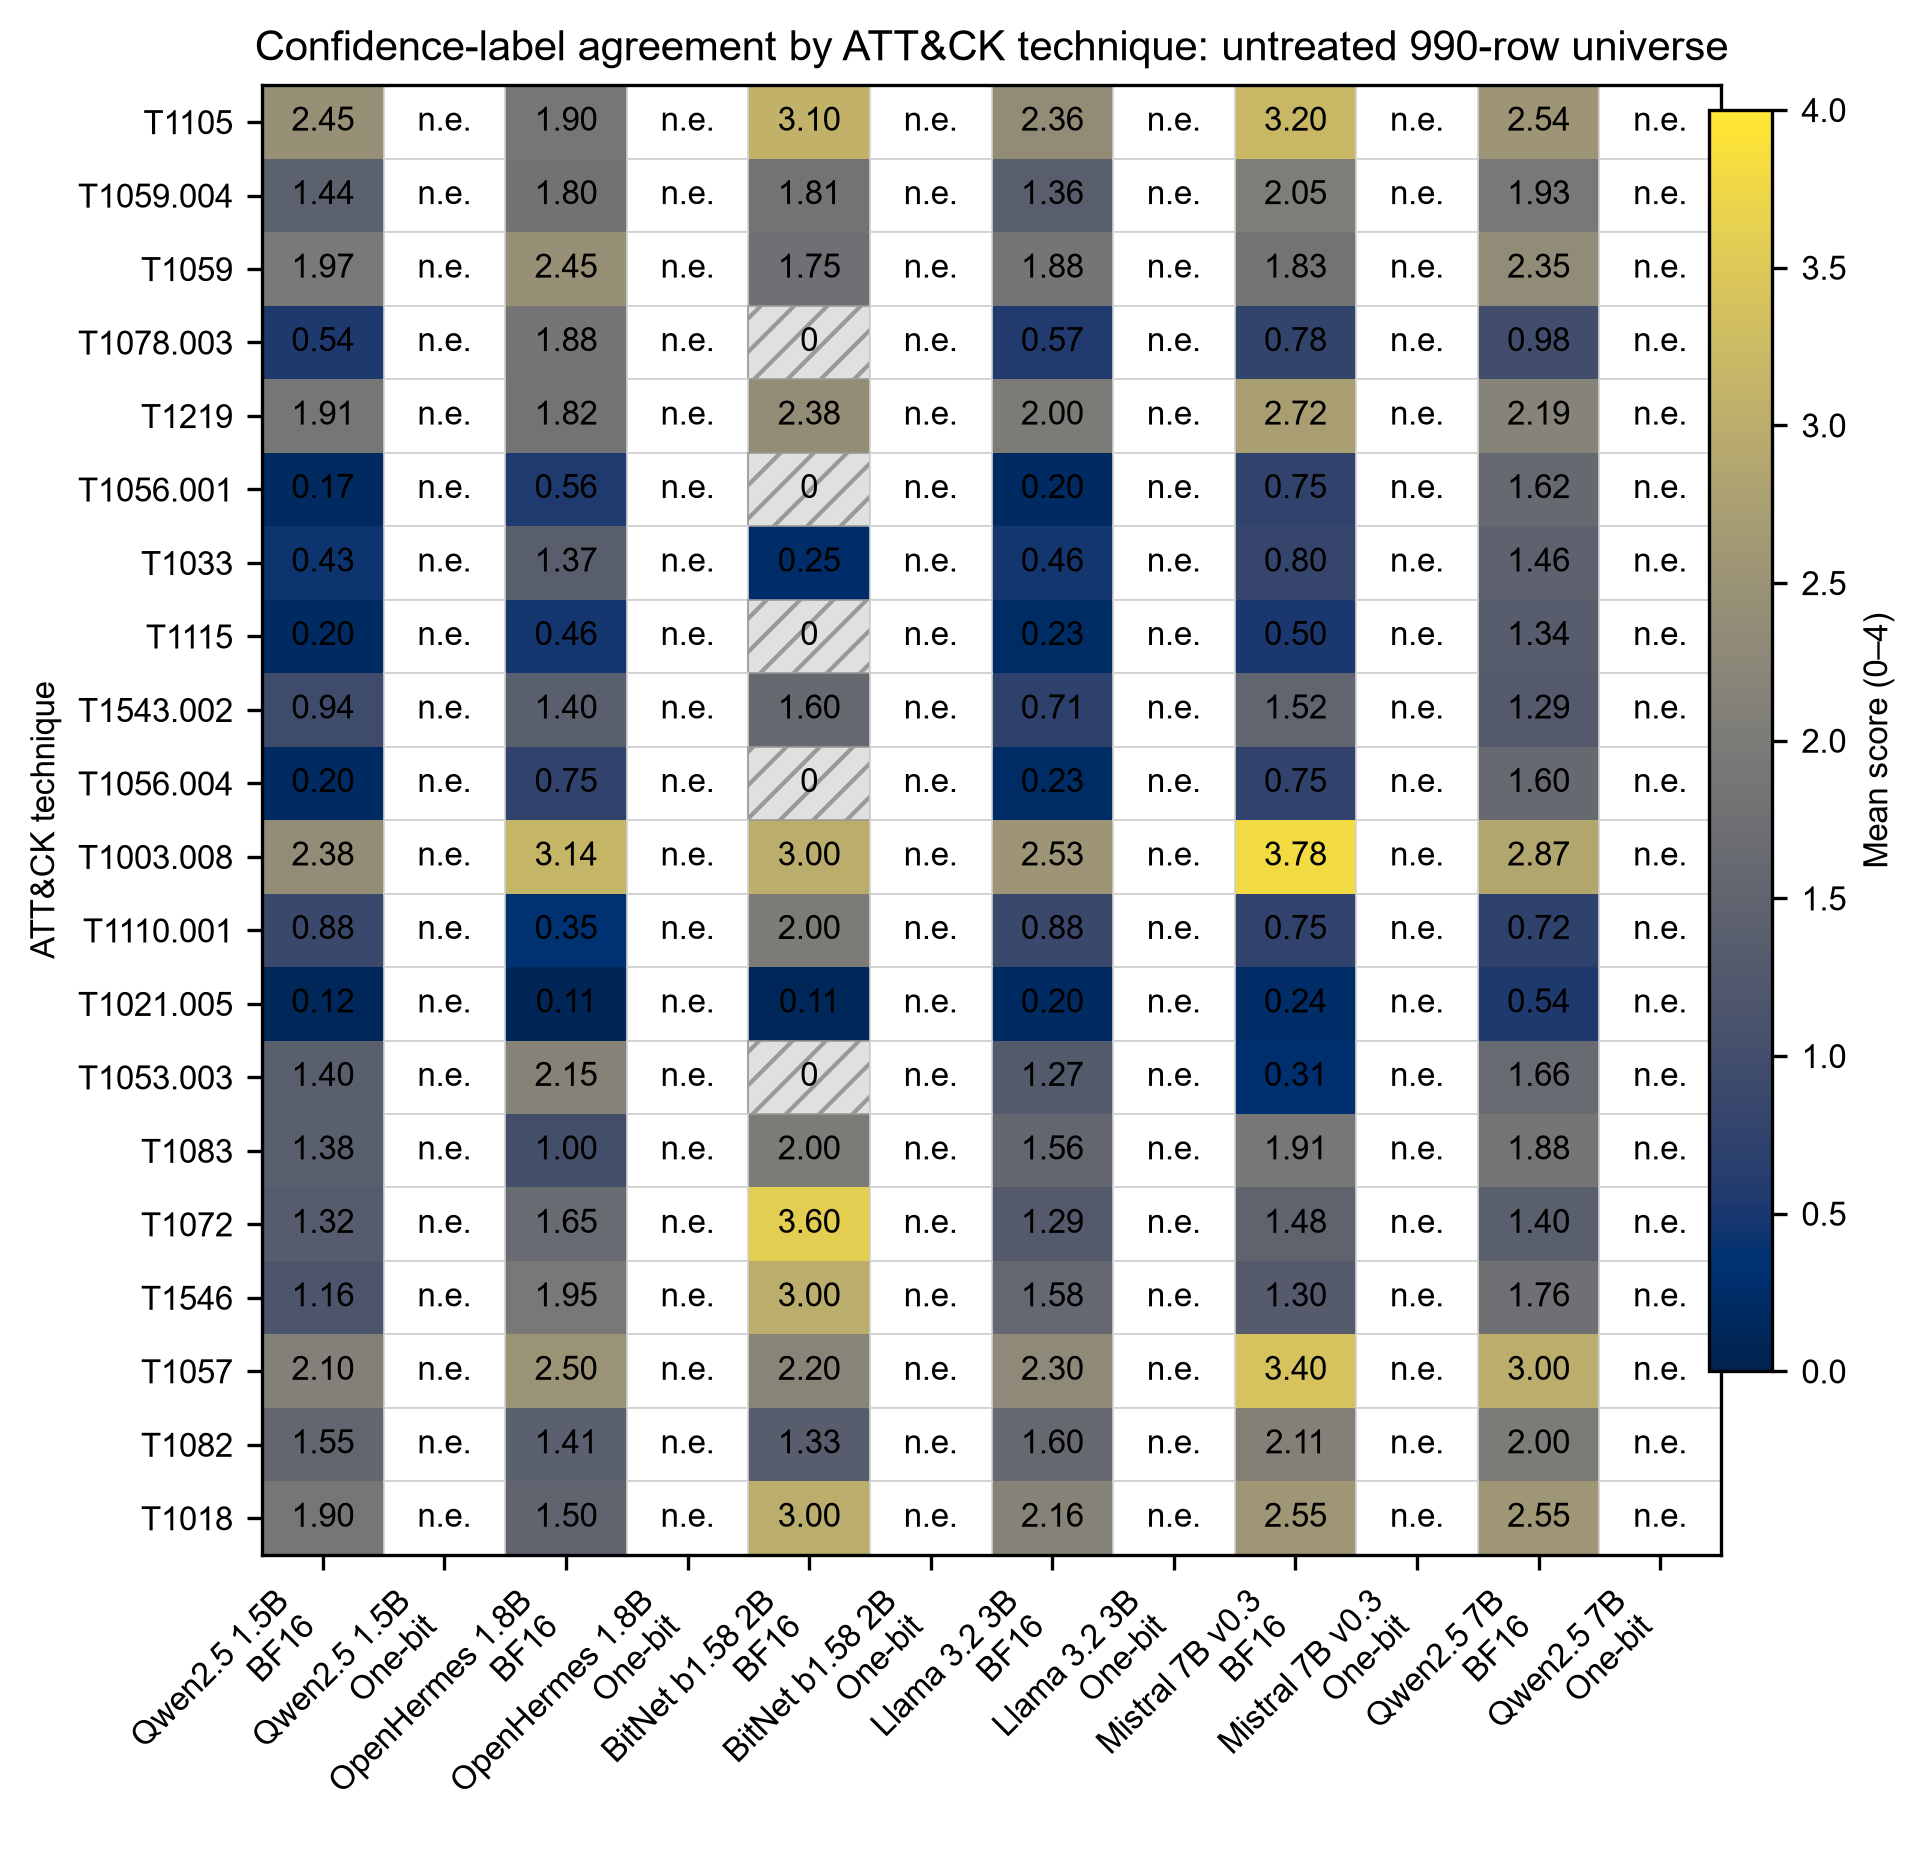 Confidence-label agreement by ATT&CK technique: untreated 990-row universe
ATT&CK technique
T1105 2.45 n.e. 1.90 n.e. 3.10 n.e. 2.36 n.e. 3.20 n.e. 2.54 n.e.
T1059.004 1.44 n.e. 1.80 n.e. 1.81 n.e. 1.36 n.e. 2.05 n.e. 1.93 n.e.
T1059 1.97 n.e. 2.45 n.e. 1.75 n.e. 1.88 n.e. 1.83 n.e. 2.35 n.e.
T1078.003 0.54 n.e. 1.88 n.e. 0 n.e. 0.57 n.e. 0.78 n.e. 0.98 n.e.
T1219 1.91 n.e. 1.82 n.e. 2.38 n.e. 2.00 n.e. 2.72 n.e. 2.19 n.e.
T1056.001 0.17 n.e. 0.56 n.e. 0 n.e. 0.20 n.e. 0.75 n.e. 1.62 n.e.
T1033 0.43 n.e. 1.37 n.e. 0.25 n.e. 0.46 n.e. 0.80 n.e. 1.46 n.e.
T1115 0.20 n.e. 0.46 n.e. 0 n.e. 0.23 n.e. 0.50 n.e. 1.34 n.e.
T1543.002 0.94 n.e. 1.40 n.e. 1.60 n.e. 0.71 n.e. 1.52 n.e. 1.29 n.e.
T1056.004 0.20 n.e. 0.75 n.e. 0 n.e. 0.23 n.e. 0.75 n.e. 1.60 n.e.
T1003.008 2.38 n.e. 3.14 n.e. 3.00 n.e. 2.53 n.e. 3.78 n.e. 2.87 n.e.
T1110.001 0.88 n.e. 0.35 n.e. 2.00 n.e. 0.88 n.e. 0.75 n.e. 0.72 n.e.
T1021.005 0.12 n.e. 0.11 n.e. 0.11 n.e. 0.20 n.e. 0.24 n.e. 0.54 n.e.
T1053.003 1.40 n.e. 2.15 n.e. 0 n.e. 1.27 n.e. 0.31 n.e. 1.66 n.e.
T1083 1.38 n.e. 1.00 n.e. 2.00 n.e. 1.56 n.e. 1.91 n.e. 1.88 n.e.
T1072 1.32 n.e. 1.65 n.e. 3.60 n.e. 1.29 n.e. 1.48 n.e. 1.40 n.e.
T1546 1.16 n.e. 1.95 n.e. 3.00 n.e. 1.58 n.e. 1.30 n.e. 1.76 n.e.
T1057 2.10 n.e. 2.50 n.e. 2.20 n.e. 2.30 n.e. 3.40 n.e. 3.00 n.e.
T1082 1.55 n.e. 1.41 n.e. 1.33 n.e. 1.60 n.e. 2.11 n.e. 2.00 n.e.
T1018 1.90 n.e. 1.50 n.e. 3.00 n.e. 2.16 n.e. 2.55 n.e. 2.55 n.e.
Qwen2.5 1.5B
BF16
Qwen2.5 1.5B
One-bit
OpenHermes 1.8B
BF16
OpenHermes 1.8B
One-bit
BitNet b1.58 2B
BF16
BitNet b1.58 2B
One-bit
Llama 3.2 3B
BF16
Llama 3.2 3B
One-bit
Mistral 7B v0.3
BF16
Mistral 7B v0.3
One-bit
Qwen2.5 7B
BF16
Qwen2.5 7B
One-bit
4.0
3.5
3.0
2.5
2.0
1.5
1.0
0.5
0.0
Mean score (0–4)